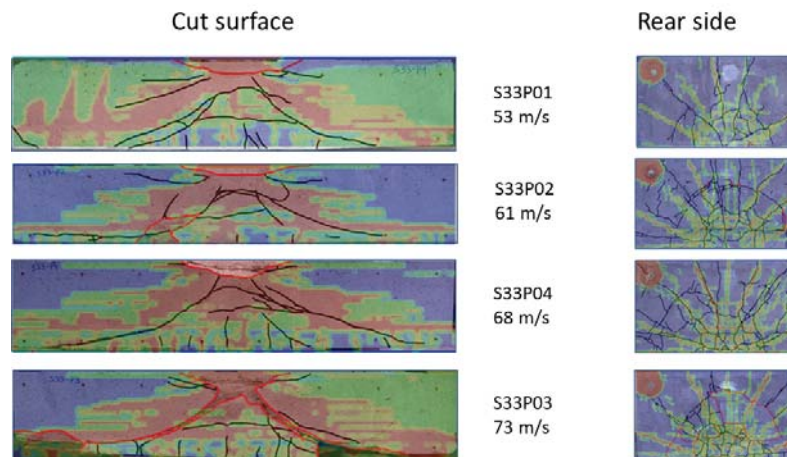 Cut surface
Rear side
S33P01
53 m/s
S33P02
61 m/s
S33P04
68 m/s
S33P03
73 m/s